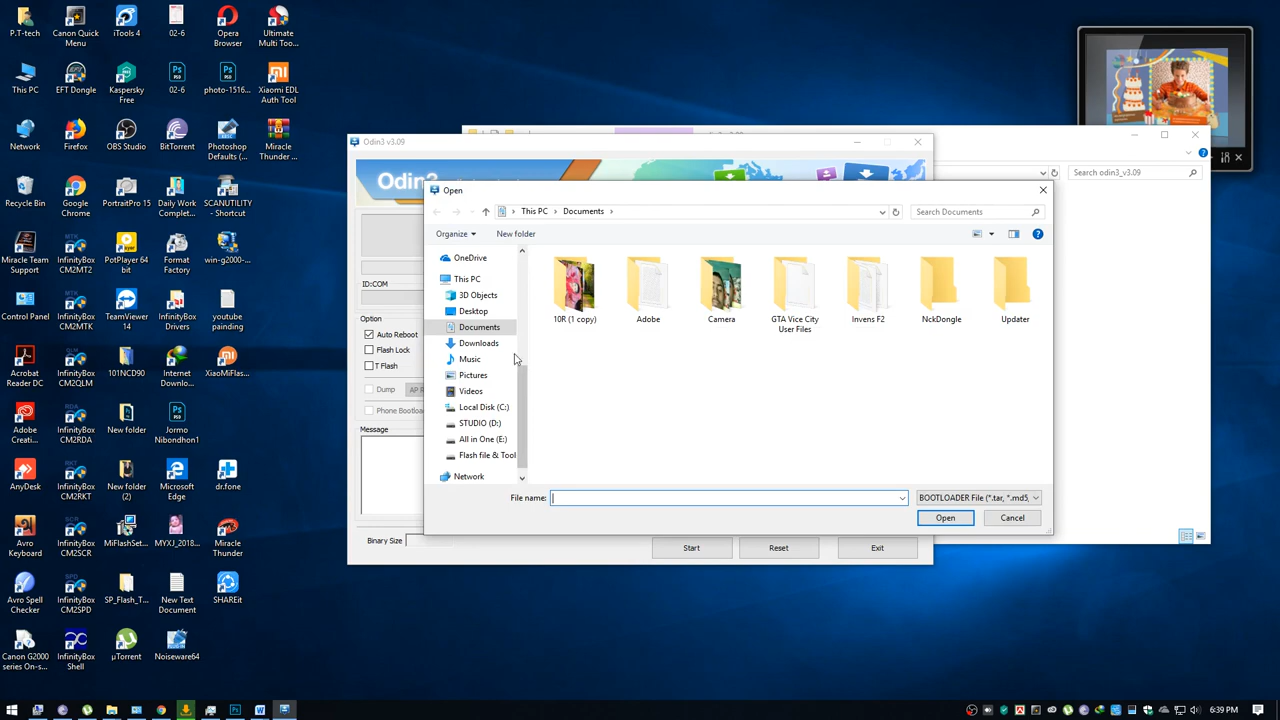 P.T-tech
Canon Quick
Menu
iTools 4
02-6
Opera
Browser
Ultimate
Multi Too...
This PC
EFT Dongle
Kaspersky
Free
02-6
photo-1516...
Xiaomi EDL
Auth Tool
Network
Firefox
OBS Studio
BitTorrent
Photoshop
Defaults (...
Miracle
Thunder ...
Recycle Bin
Google
Chrome
PortraitPro 15
Daily Work
Complet...
SCANUTILITY
- Shortcut
Miracle Team
Support
InfinityBox
CM2MT2
PotPlayer 64
bit
Format
Factory
win-g2000-...
Control Panel
InfinityBox
CM2MTK
TeamViewer
14
InfinityBox
Drivers
youtube
painding
Acrobat
Reader DC
InfinityBox
CM2QLM
101NCD90
Internet
Downlo...
XiaoMiFlas...
Adobe
Creati...
InfinityBox
CM2RDA
New folder
Jormo
Nibondhon1
AnyDesk
InfinityBox
CM2RKT
New folder
(2)
Microsoft
Edge
dr.fone
Avro
Keyboard
InfinityBox
CM2SCR
MiFlashSet...
MYXJ_2018...
Miracle
Thunder
Avro Spell
Checker
InfinityBox
CM2SPD
SP_Flash_T...
New Text
Document
SHAREit
Canon G2000
series On-s...
InfinityBox
Shell
µTorrent
Noiseware64
Odin3 v3.09
Search odin3_v3.09
ID:COM
Option
Auto Reboot
Flash Lock
T Flash
Dump
AP R
Phone Bootloa
Message
Binary Size
Start
Reset
Exit
Open
This PC
Documents
Search Documents
Organize
New folder
OneDrive
This PC
3D Objects
Desktop
Documents
Downloads
Music
Pictures
Videos
Local Disk (C:)
STUDIO (D:)
All in One (E:)
Flash file & Tool
Network
10R (1 copy)
Adobe
Camera
GTA Vice City
User Files
Invens F2
NckDongle
Updater
File name:
BOOTLOADER File (*.tar, *.md5,
Open
Cancel
6:39 PM